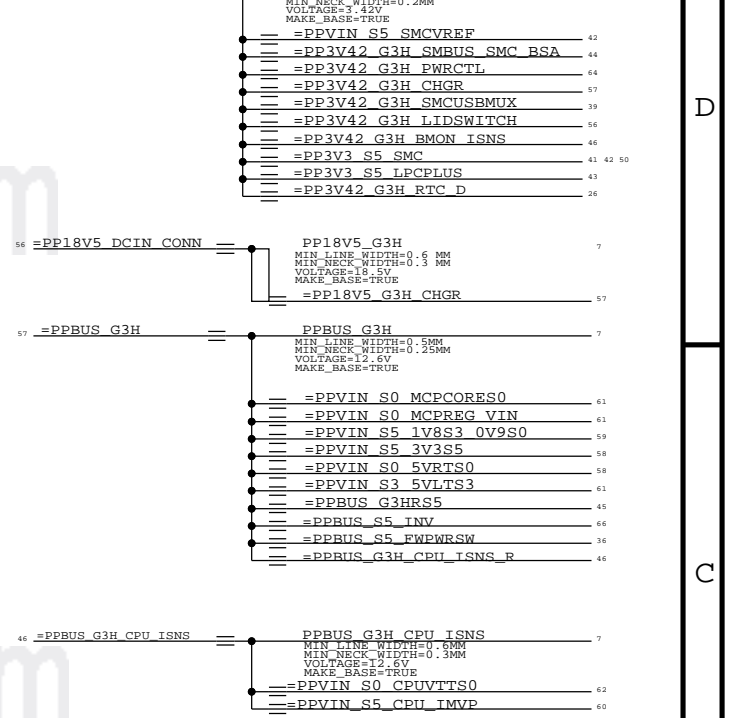 MIN_NECK_WIDTH=0.2MM
VOLTAGE=3.42V
MAKE_BASE=TRUE
=PPVIN_S5_SMCVREF 42
=PP3V42_G3H_SMBUS_SMC_BSA 44
=PP3V42_G3H_PWRCTL 64
=PP3V42_G3H_CHGR 57
=PP3V42_G3H_SMCUSBMUX 39
=PP3V42_G3H_LIDSWITCH 56
=PP3V42_G3H_BMON_ISNS 46
=PP3V3_S5_SMC 41 42 50
=PP3V3_S5_LPCPLUS 43
=PP3V42_G3H_RTC_D 26
D
m
56 =PP18V5_DCIN_CONN PP18V5_G3H 7
MIN_LINE_WIDTH=0.6 MM
MIN_NECK_WIDTH=0.3 MM
VOLTAGE=18.5V
MAKE_BASE=TRUE
=PP18V5_G3H_CHGR 57
57 =PPBUS_G3H PPBUS_G3H 7
MIN_LINE_WIDTH=0.5MM
MIN_NECK_WIDTH=0.25MM
VOLTAGE=12.6V
MAKE_BASE=TRUE
=PPVIN_S0_MCPCORES0 61
=PPVIN_S0_MCPREG_VIN 61
=PPVIN_S5_1V8S3_0V9S0 59
=PPVIN_S5_3V3S5 58
=PPVIN_S0_5VRTS0 58
=PPVIN_S3_5VLTS3 61
=PPBUS_G3HRS5 45
=PPBUS_S5_INV 66
=PPBUS_S5_FWPWRSW 36
=PPBUS_G3H_CPU_ISNS_R 46
C
46 =PPBUS_G3H_CPU_ISNS PPBUS_G3H_CPU_ISNS 7
MIN_LINE_WIDTH=0.6MM
MIN_NECK_WIDTH=0.3MM
VOLTAGE=12.6V
MAKE_BASE=TRUE
=PPVIN_S0_CPUVTTS0 62
=PPVIN_S5_CPU_IMVP 60
m